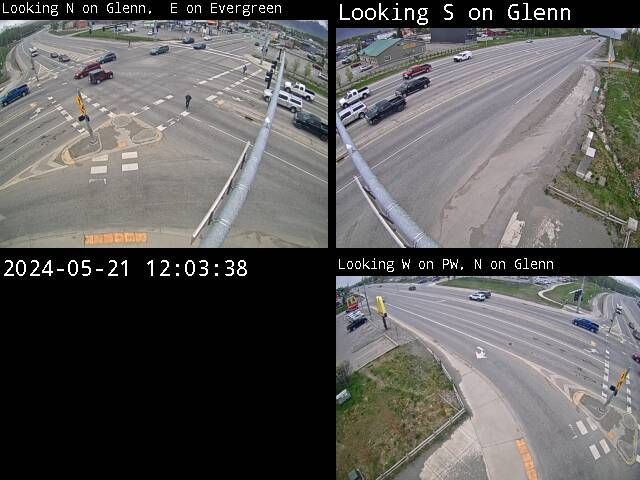 Looking N on Glenn,  E on Evergreen
Looking S on Glenn
2024-05-21 12:03:38
Looking W on PW, N on Glenn